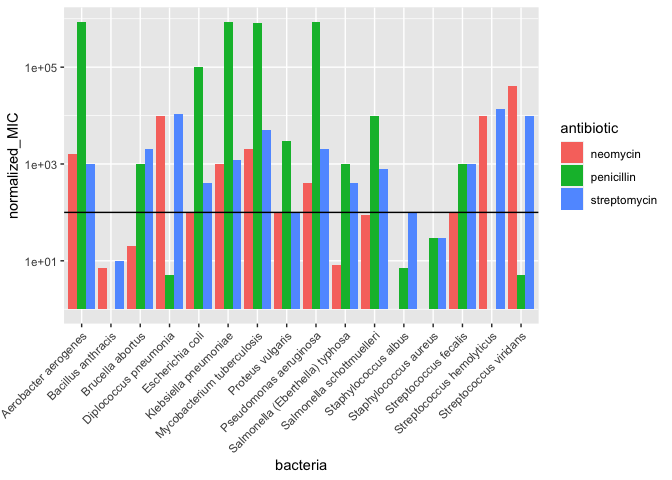 normalized_MIC
1e+05
1e+03
1e+01
Aerobacter aerogenes
Bacillus anthracis
Brucella abortus
Diplococcus pneumonia
Escherichia coli
Klebsiella pneumoniae
Mycobacterium tuberculosis
Proteus vulgaris
Pseudomonas aeruginosa
Salmonella (Eberthella) typhosa
Salmonella schottmuelleri
Staphylococcus albus
Staphylococcus aureus
Streptococcus fecalis
Streptococcus hemolyticus
Streptococcus viridans
bacteria
antibiotic
neomycin
penicillin
streptomycin